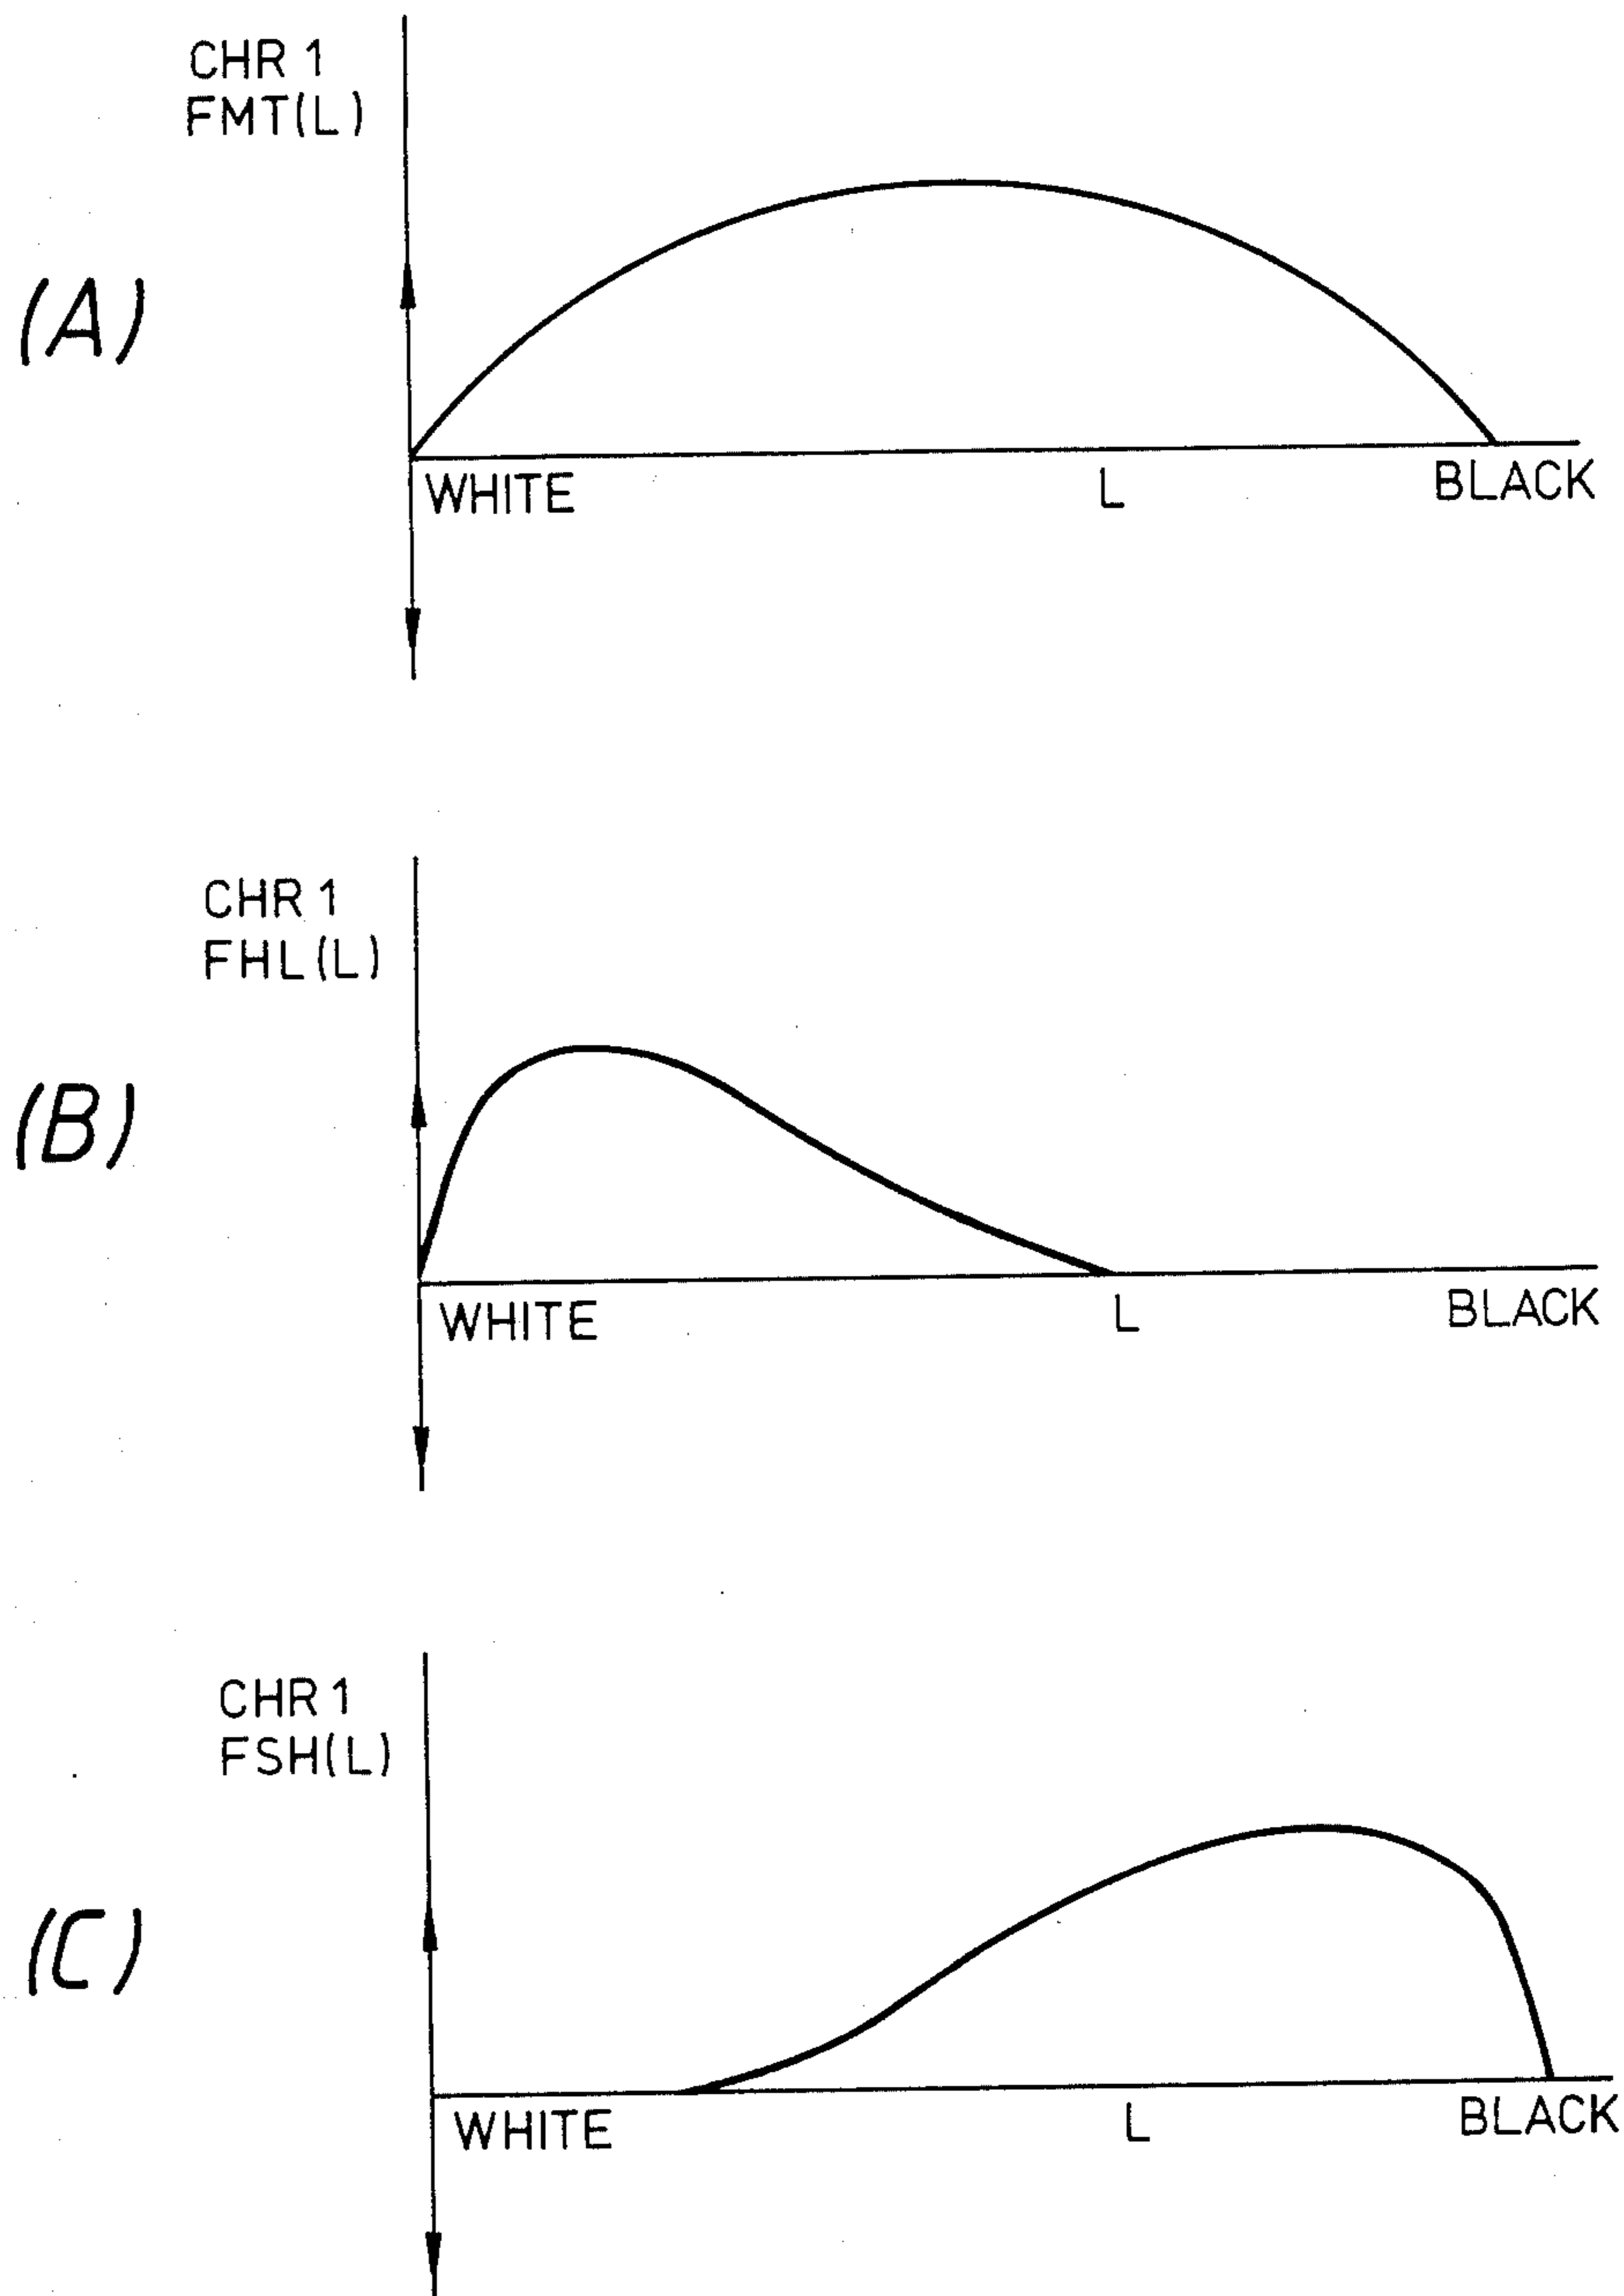 CHR 1
FMT(L)
(A)
WHITE L BLACK
CHR 1
FHL(L)
(B)
WHITE L BLACK
CHR 1
FSH(L)
(C)
WHITE L BLACK